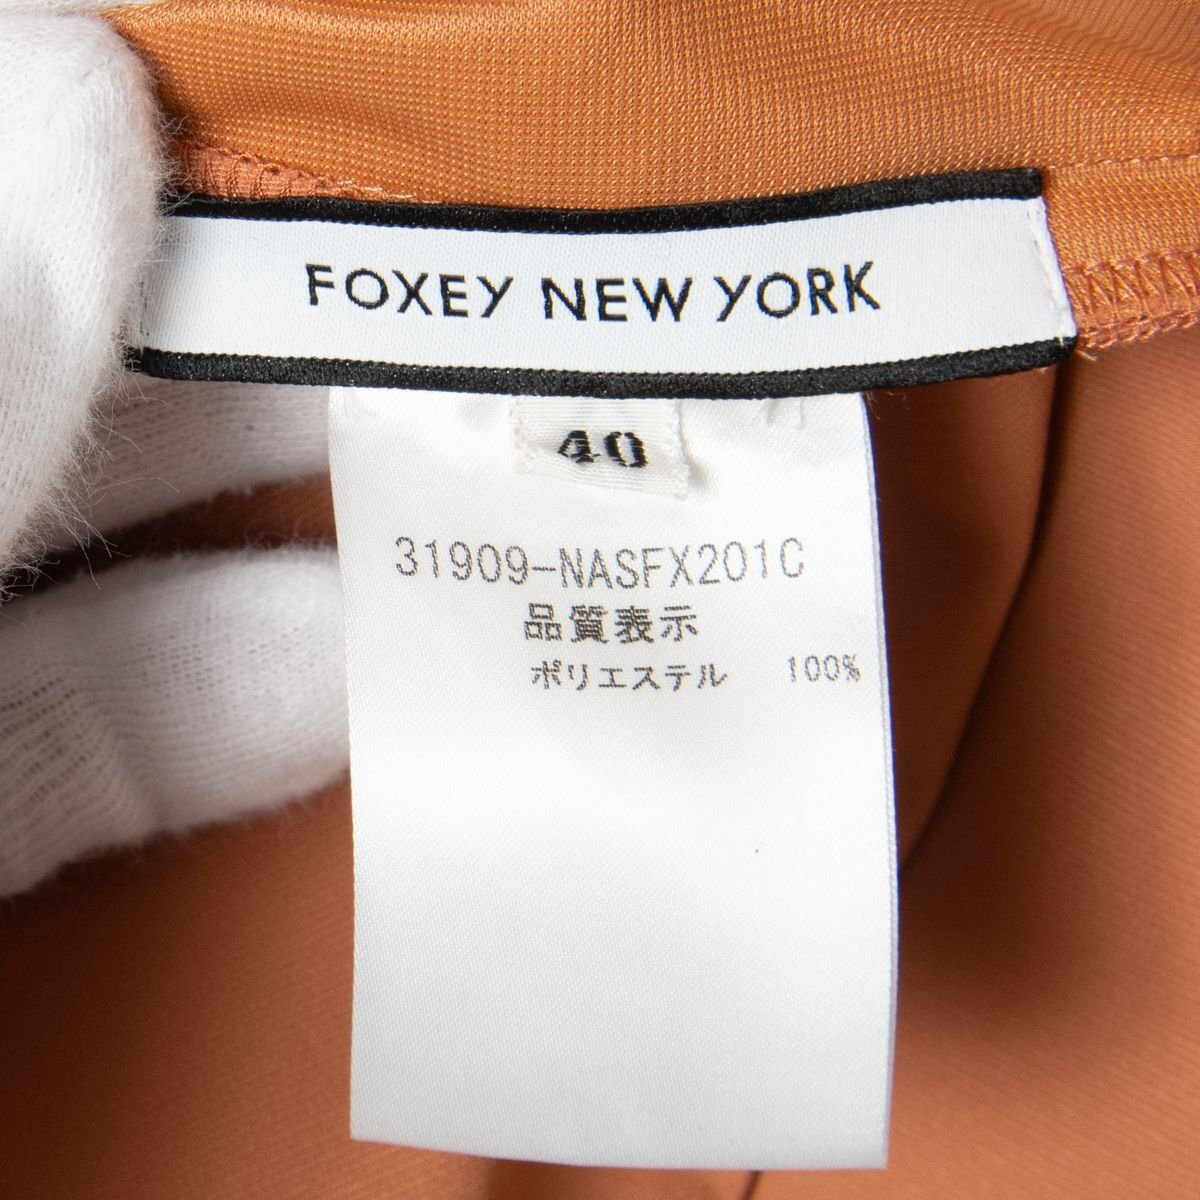 FOXEY NEW YORK
40
31909-NASFX201C
品質表示
ポリエステル 100%